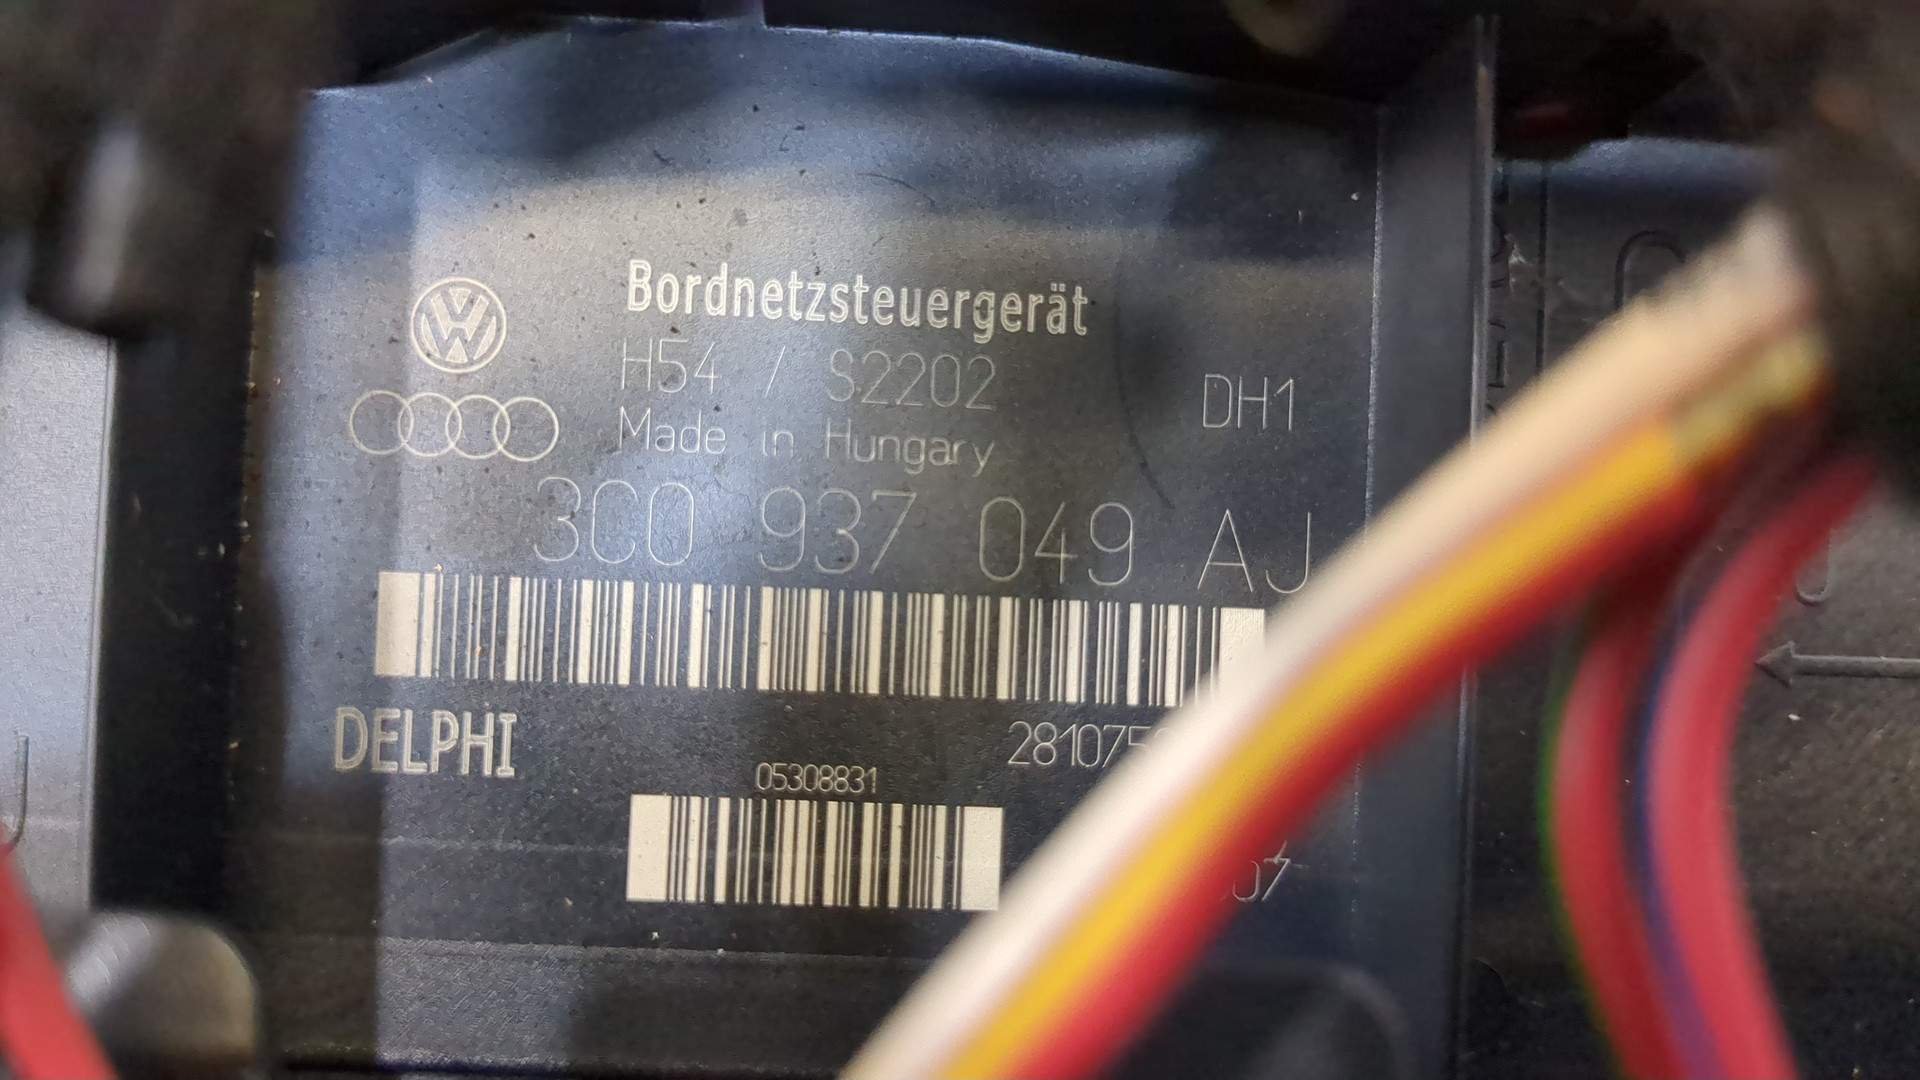 Bordnetzsteuergerät
H54 / S2202 DH1
Made in Hungary
3C0 937 049 AJ
DELPHI
05308831